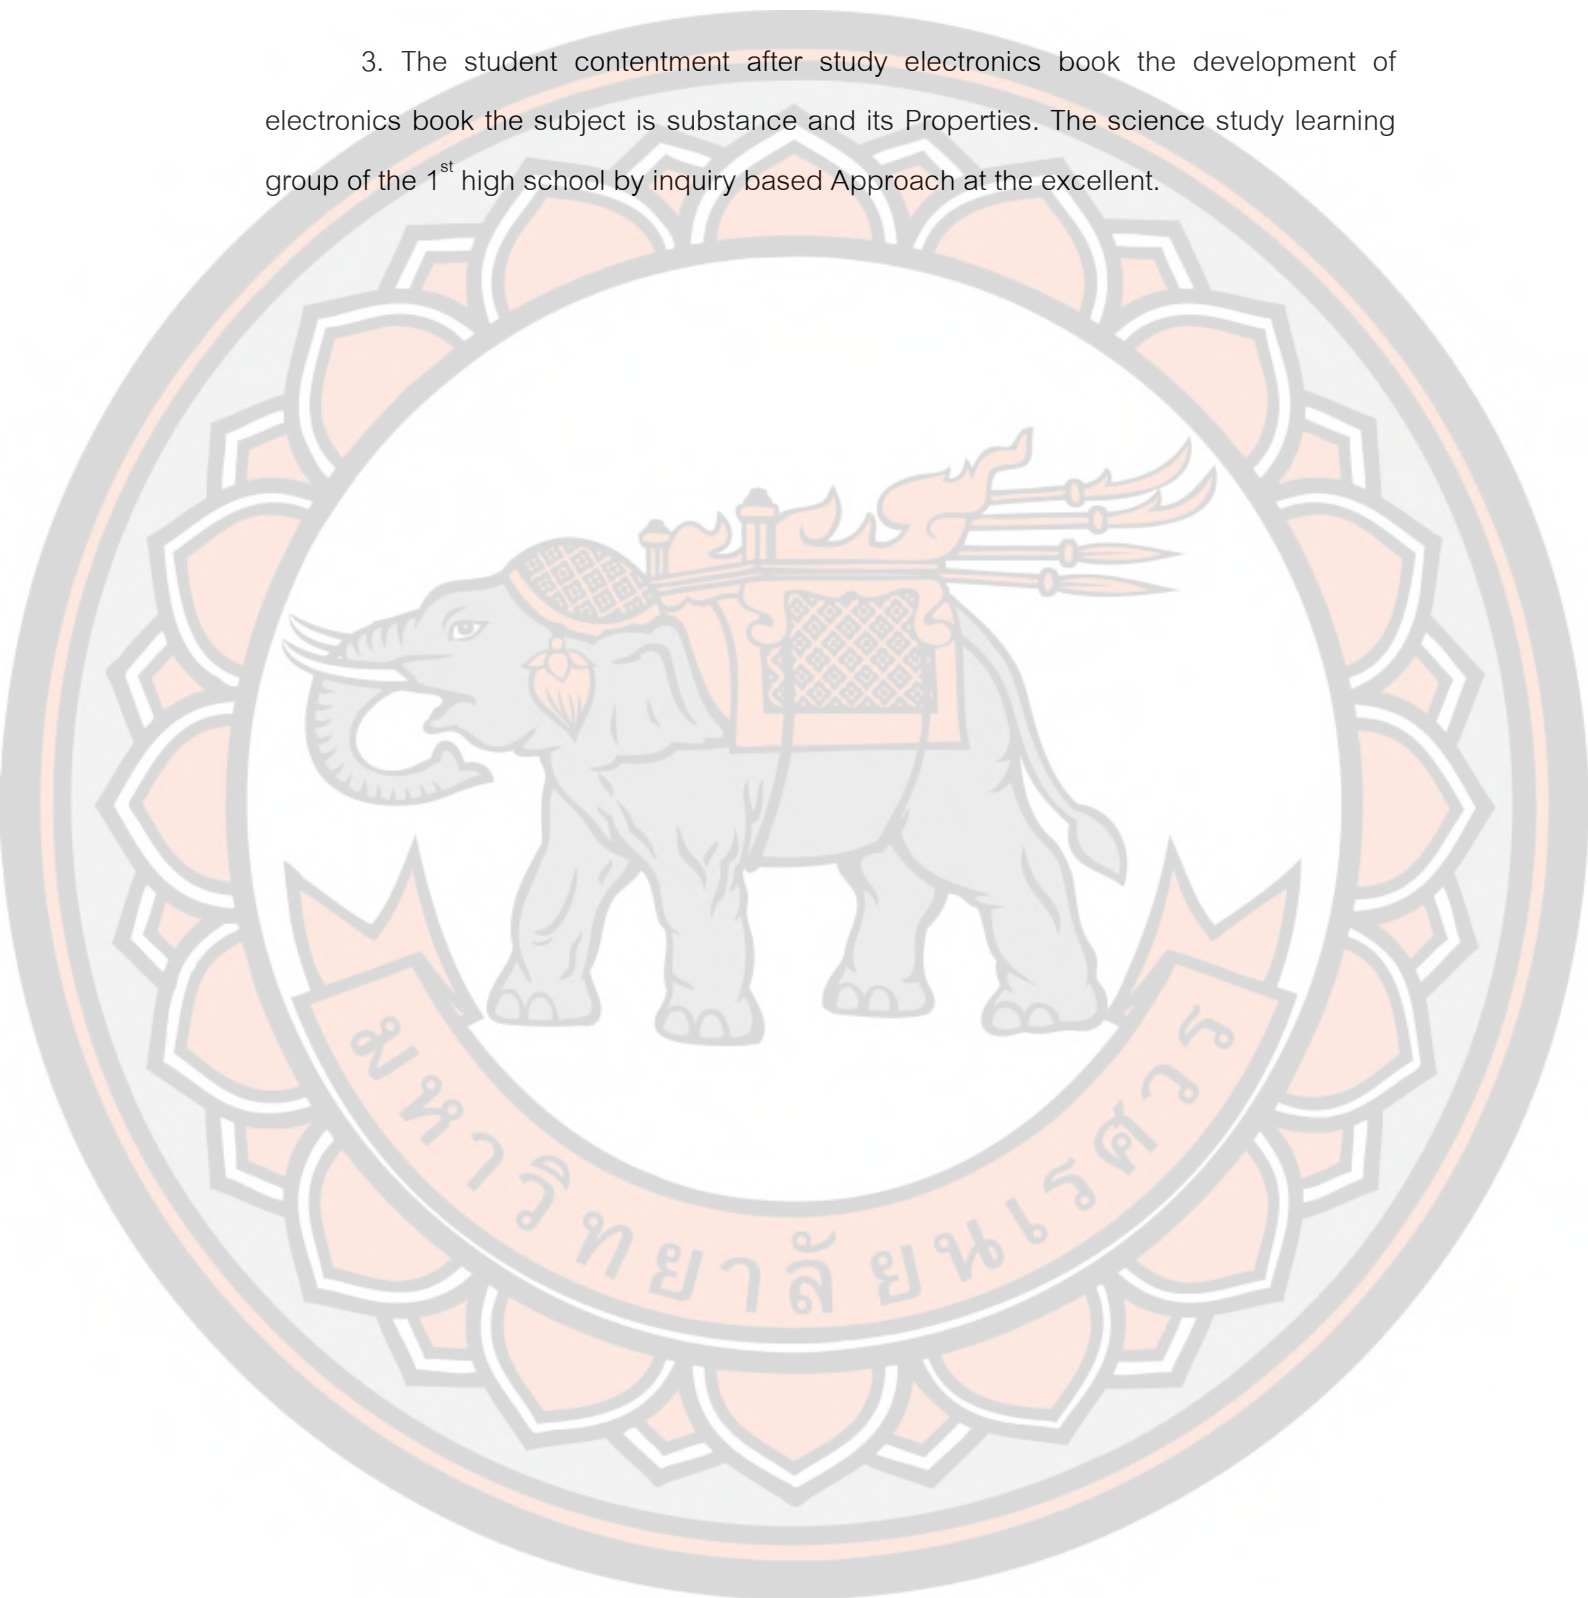 3. The student contentment after study electronics book the development of
electronics book the subject is substance and its Properties. The science study learning
group of the 1st high school by inquiry based Approach at the excellent.
มหาวิทยาลัยนเรศวร